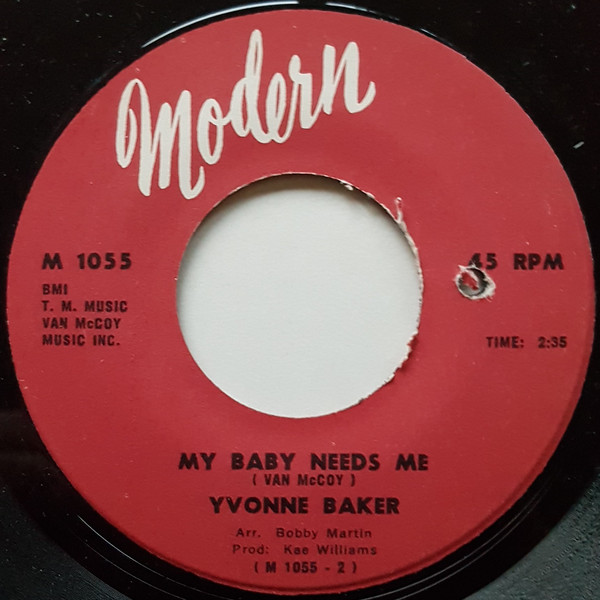 Modern
M 1055
BMI
T. M. MUSIC
VAN McCOY
MUSIC INC.
45 RPM
TIME: 2:35
MY BABY NEEDS ME
( VAN McCOY )
YVONNE BAKER
Arr. Bobby Martin
Prod: Kae Williams
( M 1055 - 2 )